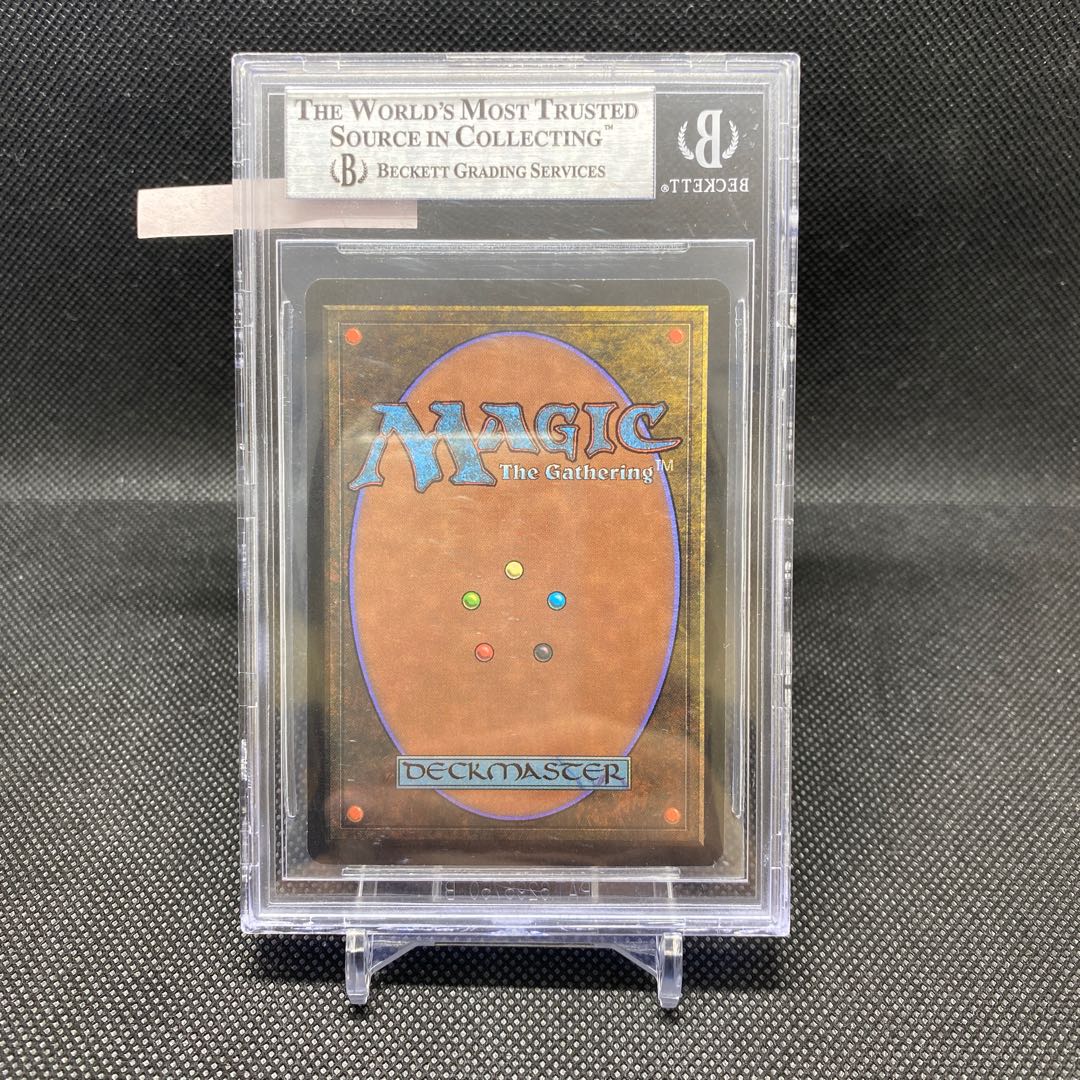 THE WORLD'S MOST TRUSTED
SOURCE IN COLLECTING™
B BECKETT GRADING SERVICES
B
BECKETT®
MAGIC
The Gathering™
DECKMASTER